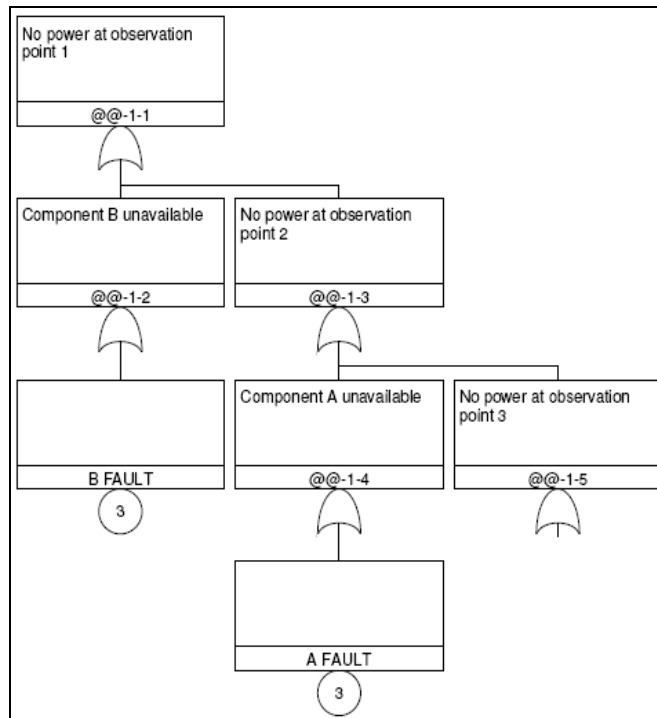 No power at observation
point 1
@@-1-1
Component B unavailable
@@-1-2
No power at observation
point 2
@@-1-3
B FAULT
3
Component A unavailable
@@-1-4
No power at observation
point 3
@@-1-5
A FAULT
3